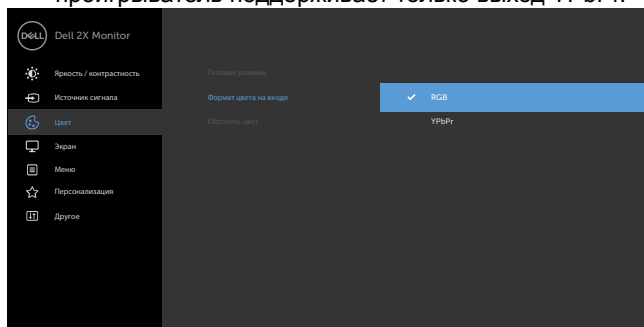 проигрыватель поддерживает только выход YPbPr.
DELL
Dell 2X Monitor
Яркость / контрастность
Готовые режимы
Источник сигнала
Формат цвета на входе
RGB
Цвет
Сбросить цвет
YPbPr
Экран
Меню
Персонализация
Другое